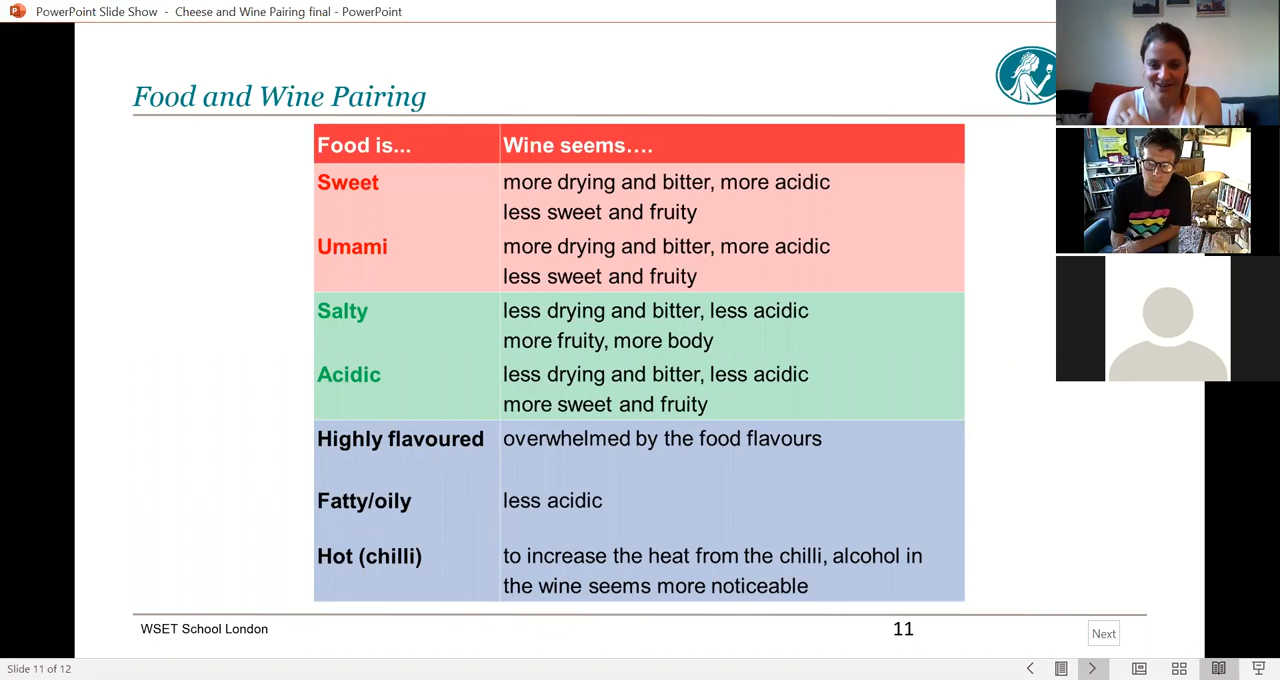 PowerPoint Slide Show - Cheese and Wine Pairing final - PowerPoint
Food and Wine Pairing
Food is... Wine seems….
Sweet more drying and bitter, more acidic
less sweet and fruity
Umami more drying and bitter, more acidic
less sweet and fruity
Salty less drying and bitter, less acidic
more fruity, more body
Acidic less drying and bitter, less acidic
more sweet and fruity
Highly flavoured overwhelmed by the food flavours
Fatty/oily less acidic
Hot (chilli) to increase the heat from the chilli, alcohol in
the wine seems more noticeable
WSET School London 11 Next
Slide 11 of 12